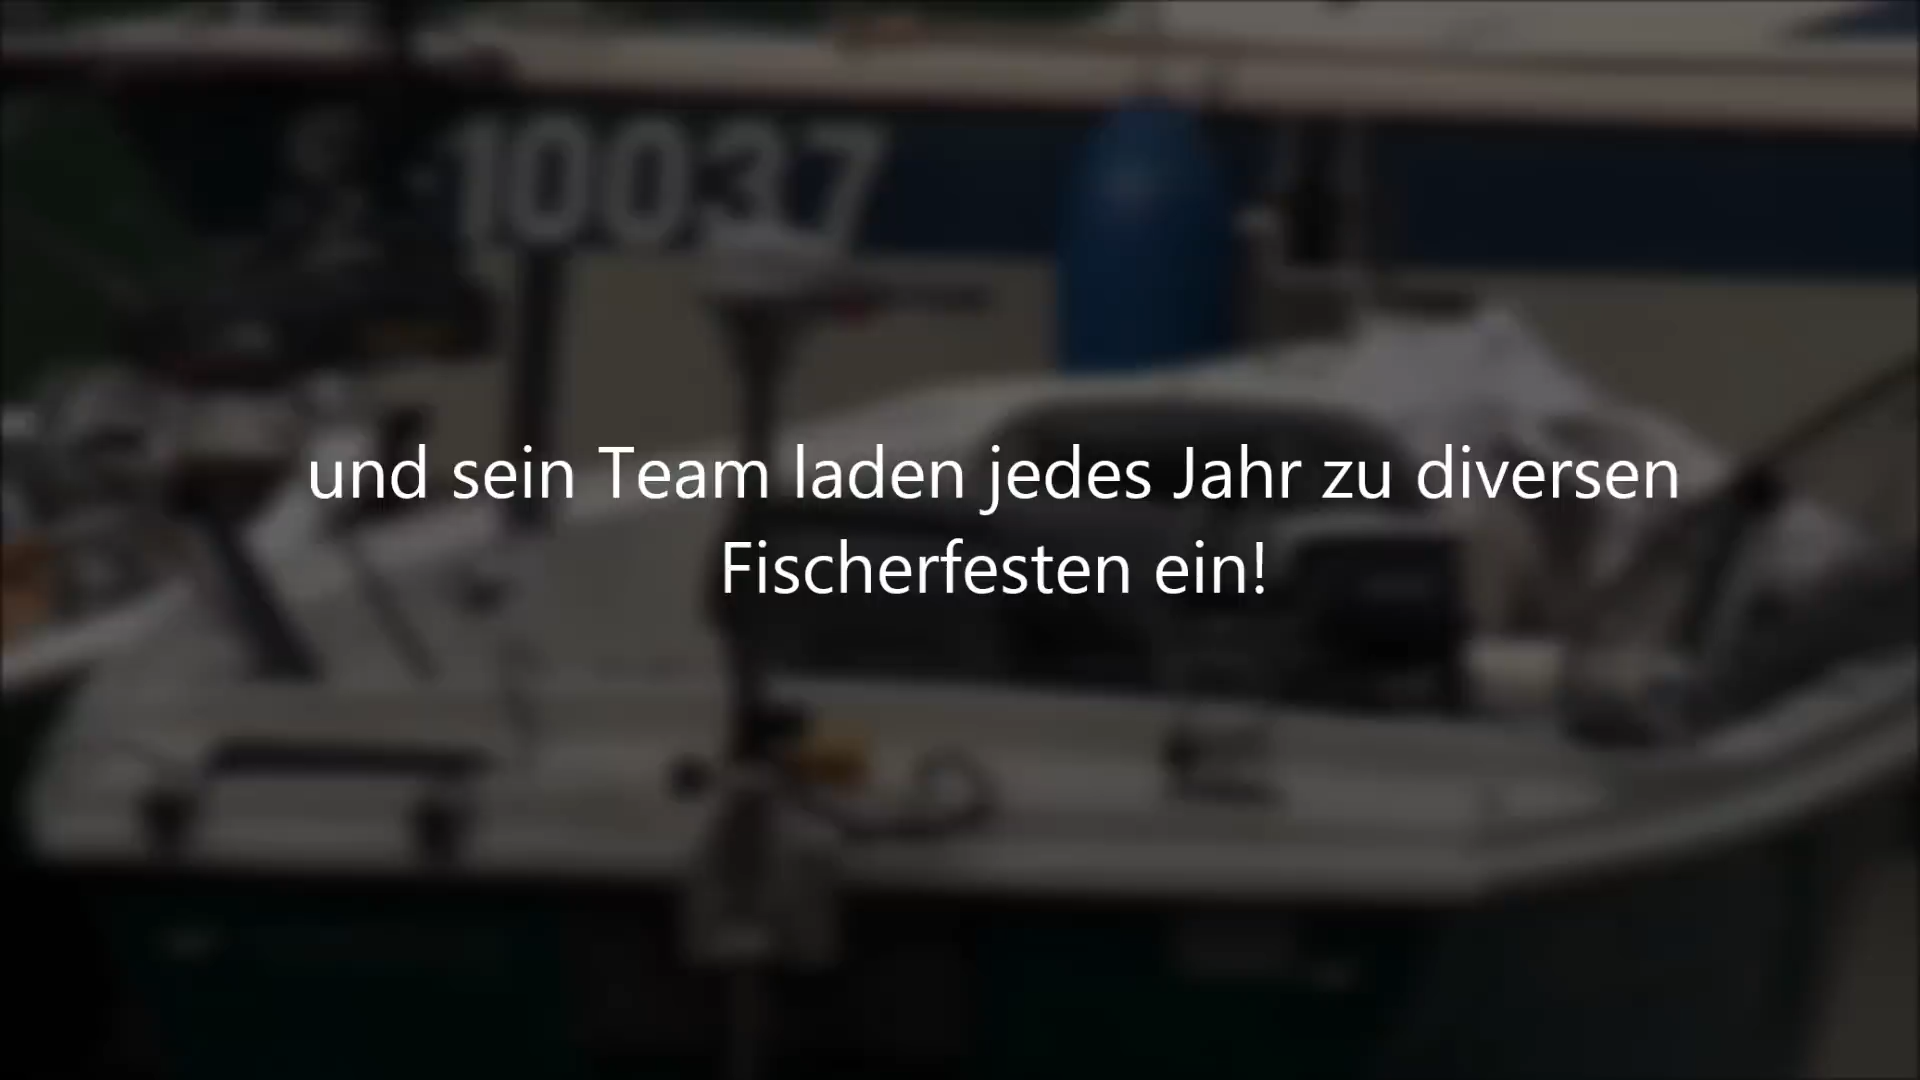 10037
und sein Team laden jedes Jahr zu diversen
Fischerfesten ein!